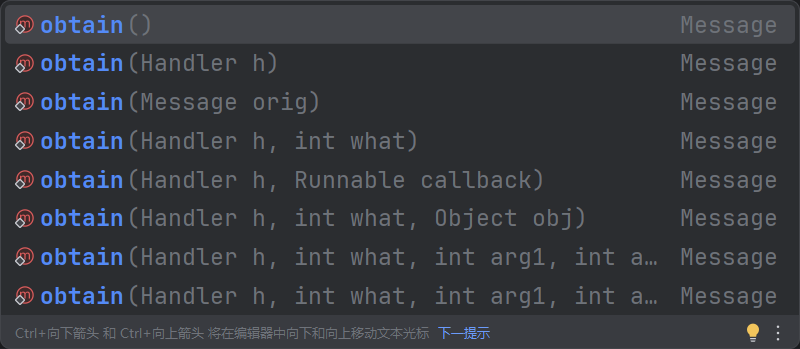 obtain() Message
obtain(Handler h) Message
obtain(Message orig) Message
obtain(Handler h, int what) Message
obtain(Handler h, Runnable callback) Message
obtain(Handler h, int what, Object obj) Message
obtain(Handler h, int what, int arg1, int a… Message
obtain(Handler h, int what, int arg1, int a… Message
Ctrl+向下箭头 和 Ctrl+向上箭头 将在编辑器中向下和向上移动文本光标 下一提示